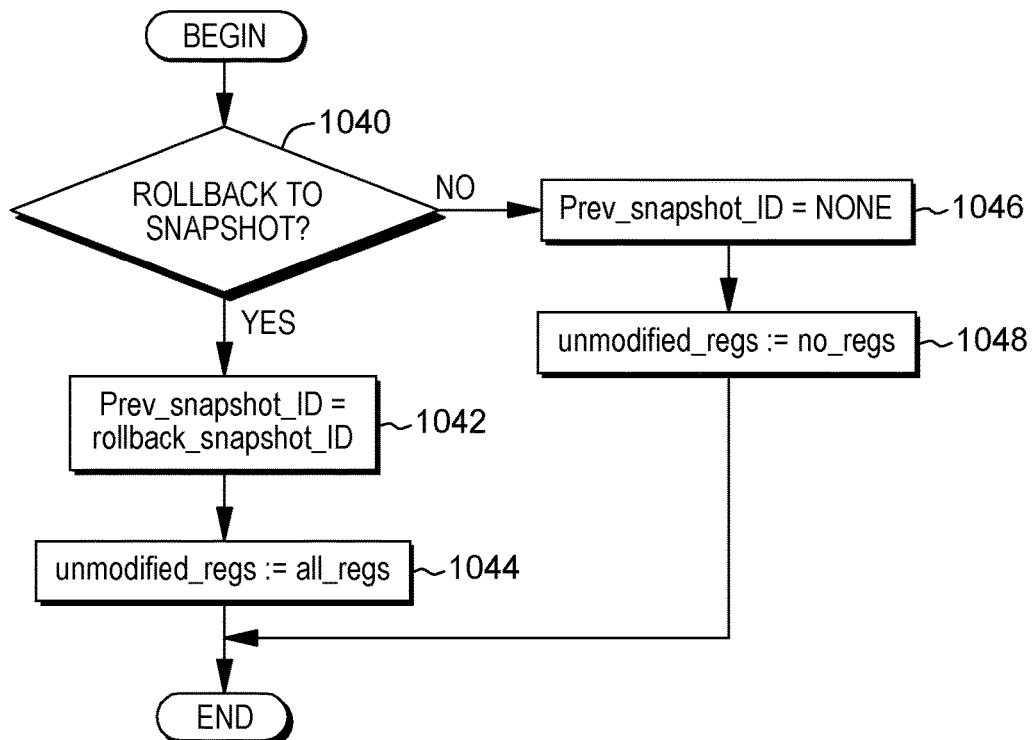 BEGIN
1040
ROLLBACK TO
SNAPSHOT?
NO
YES
Prev_snapshot_ID = NONE
1046
unmodified_regs := no_regs
1048
Prev_snapshot_ID =
rollback_snapshot_ID
1042
unmodified_regs := all_regs
1044
END